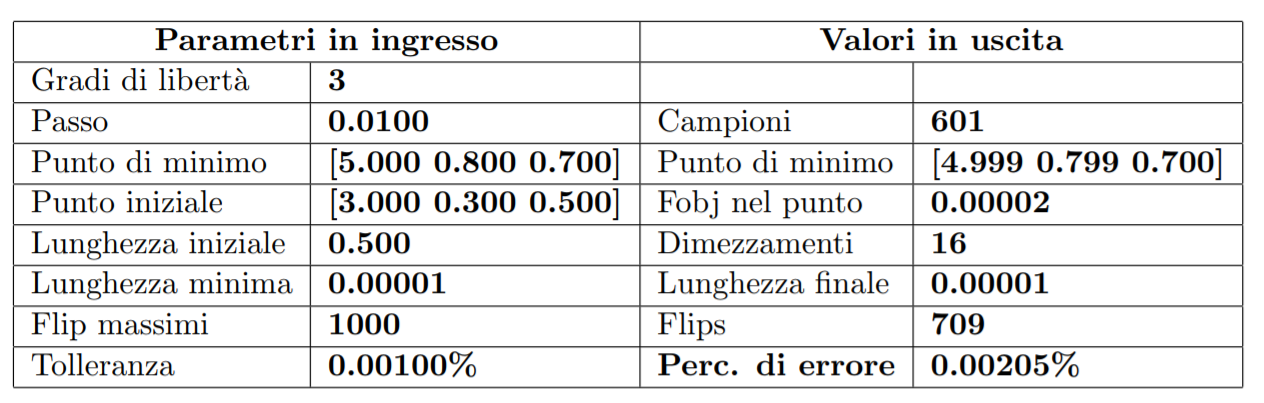 Parametri in ingresso Valori in uscita
Gradi di libertà 3
Passo 0.0100 Campioni 601
Punto di minimo [5.000 0.800 0.700] Punto di minimo [4.999 0.799 0.700]
Punto iniziale [3.000 0.300 0.500] Fobj nel punto 0.00002
Lunghezza iniziale 0.500 Dimezzamenti 16
Lunghezza minima 0.00001 Lunghezza finale 0.00001
Flip massimi 1000 Flips 709
Tolleranza 0.00100% Perc. di errore 0.00205%